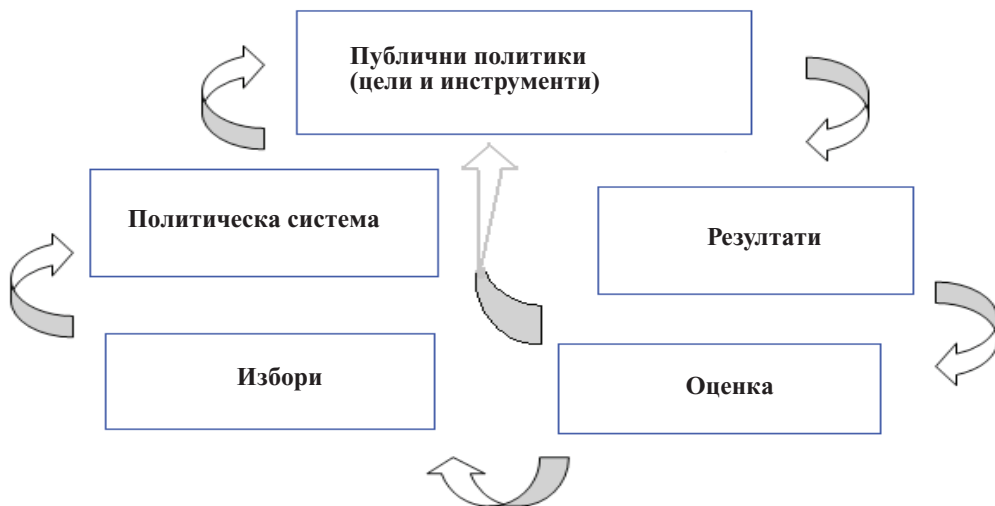 Публични политики
(цели и инструменти)
Политическа система
Резултати
Избори
Оценка